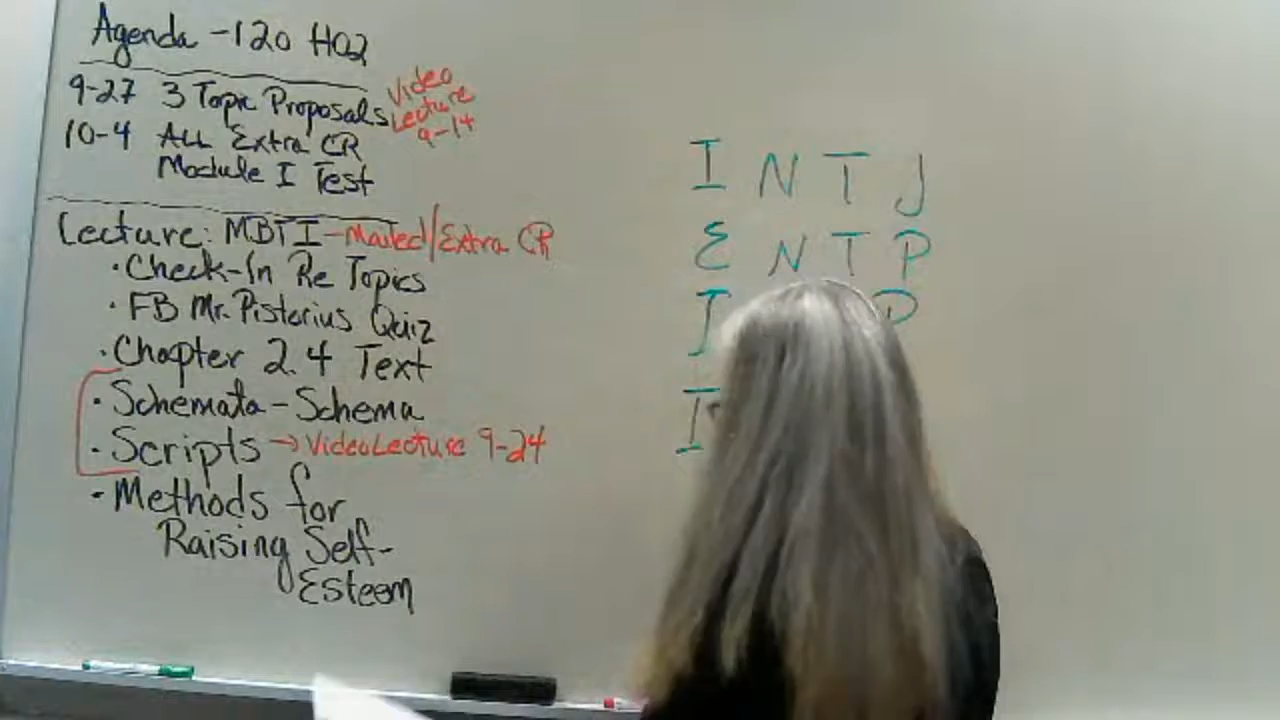 Agenda -120 HO2
9-27 3 Topic Proposals
Video
Lecture
9-14
10-4 ALL Extra CR
Module I Test
Lecture: MBTI-Mailed/Extra CR
·Check-In Re Topics
·FB Mr. Pistorius Quiz
·Chapter 2.4 Text
·Schemata-Schema
·Scripts→Video Lecture 9-24
·Methods for
Raising Self-
Esteem
I N T J
E N T P
I P
I